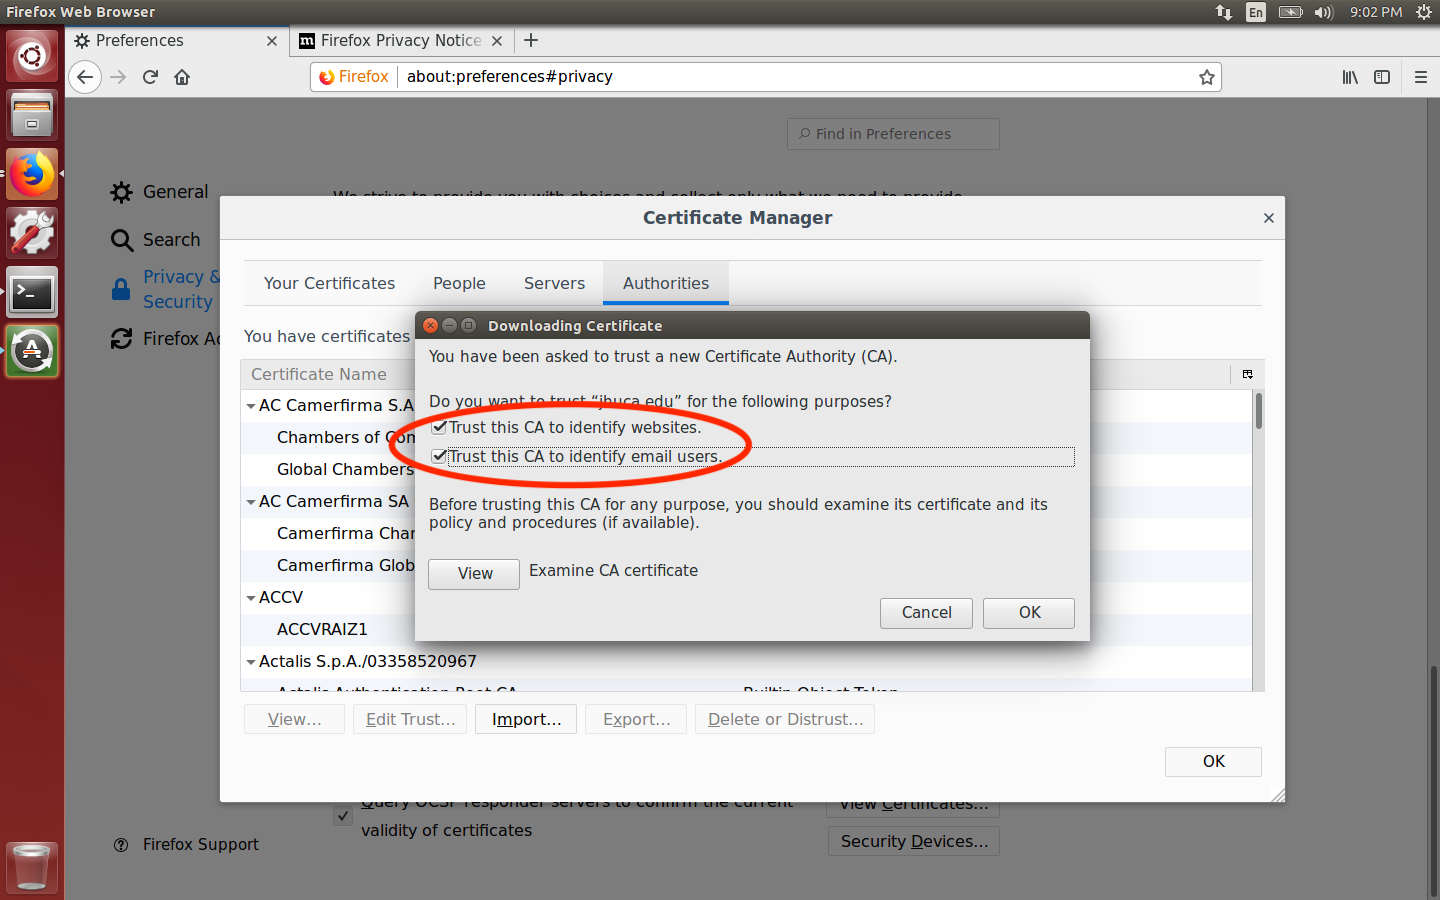 Firefox Web Browser
En
9:02 PM
Preferences
Firefox Privacy Notice
Firefox
about:preferences#privacy
Find in Preferences
We strive to provide you with choices and collect only what we need to provide
General
Search
Privacy &
Security
Firefox Ac
Firefox Support
Certificate Manager
Your Certificates
People
Servers
Authorities
You have certificates
Certificate Name
AC Camerfirma S.A
Chambers of Com
Global Chambers
AC Camerfirma SA
Camerfirma Char
Camerfirma Glob
ACCV
ACCVRAIZ1
Actalis S.p.A./03358520967
Actalis Authentication Root CA
Builtin Object Token
Downloading Certificate
You have been asked to trust a new Certificate Authority (CA).
Do you want to trust “jhuca.edu” for the following purposes?
Trust this CA to identify websites.
Trust this CA to identify email users.
Before trusting this CA for any purpose, you should examine its certificate and its
policy and procedures (if available).
View
Examine CA certificate
Cancel
OK
View…
Edit Trust…
Import…
Export…
Delete or Distrust…
OK
Query OCSP responder servers to confirm the current
validity of certificates
View Certificates…
Security Devices…